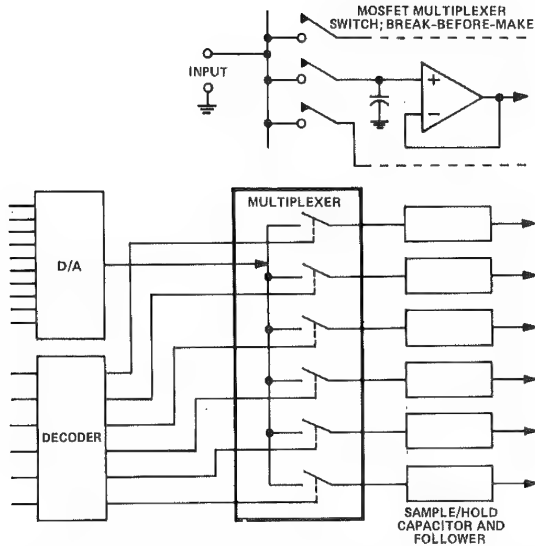 MOSFET MULTIPLEXER
SWITCH; BREAK-BEFORE-MAKE
INPUT
+
−
MULTIPLEXER
D/A
DECODER
SAMPLE/HOLD
CAPACITOR AND
FOLLOWER